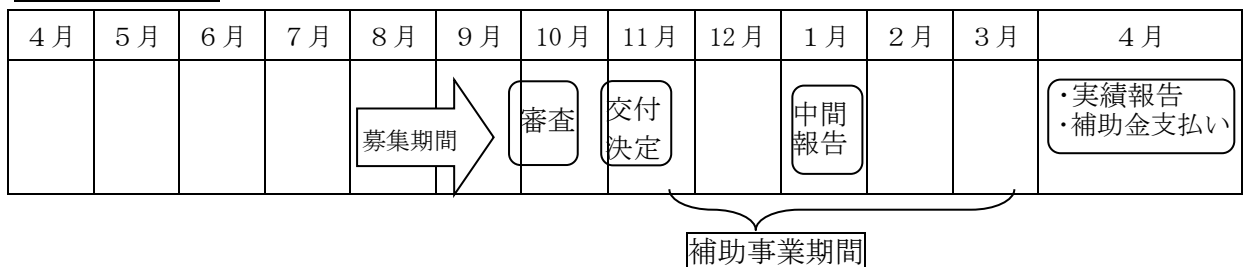 ４月 ５月 ６月 ７月 ８月 ９月 10月 11月 12月 １月 ２月 ３月 ４月
募集期間
審査
交付
決定
中間
報告
・実績報告
・補助金支払い
補助事業期間